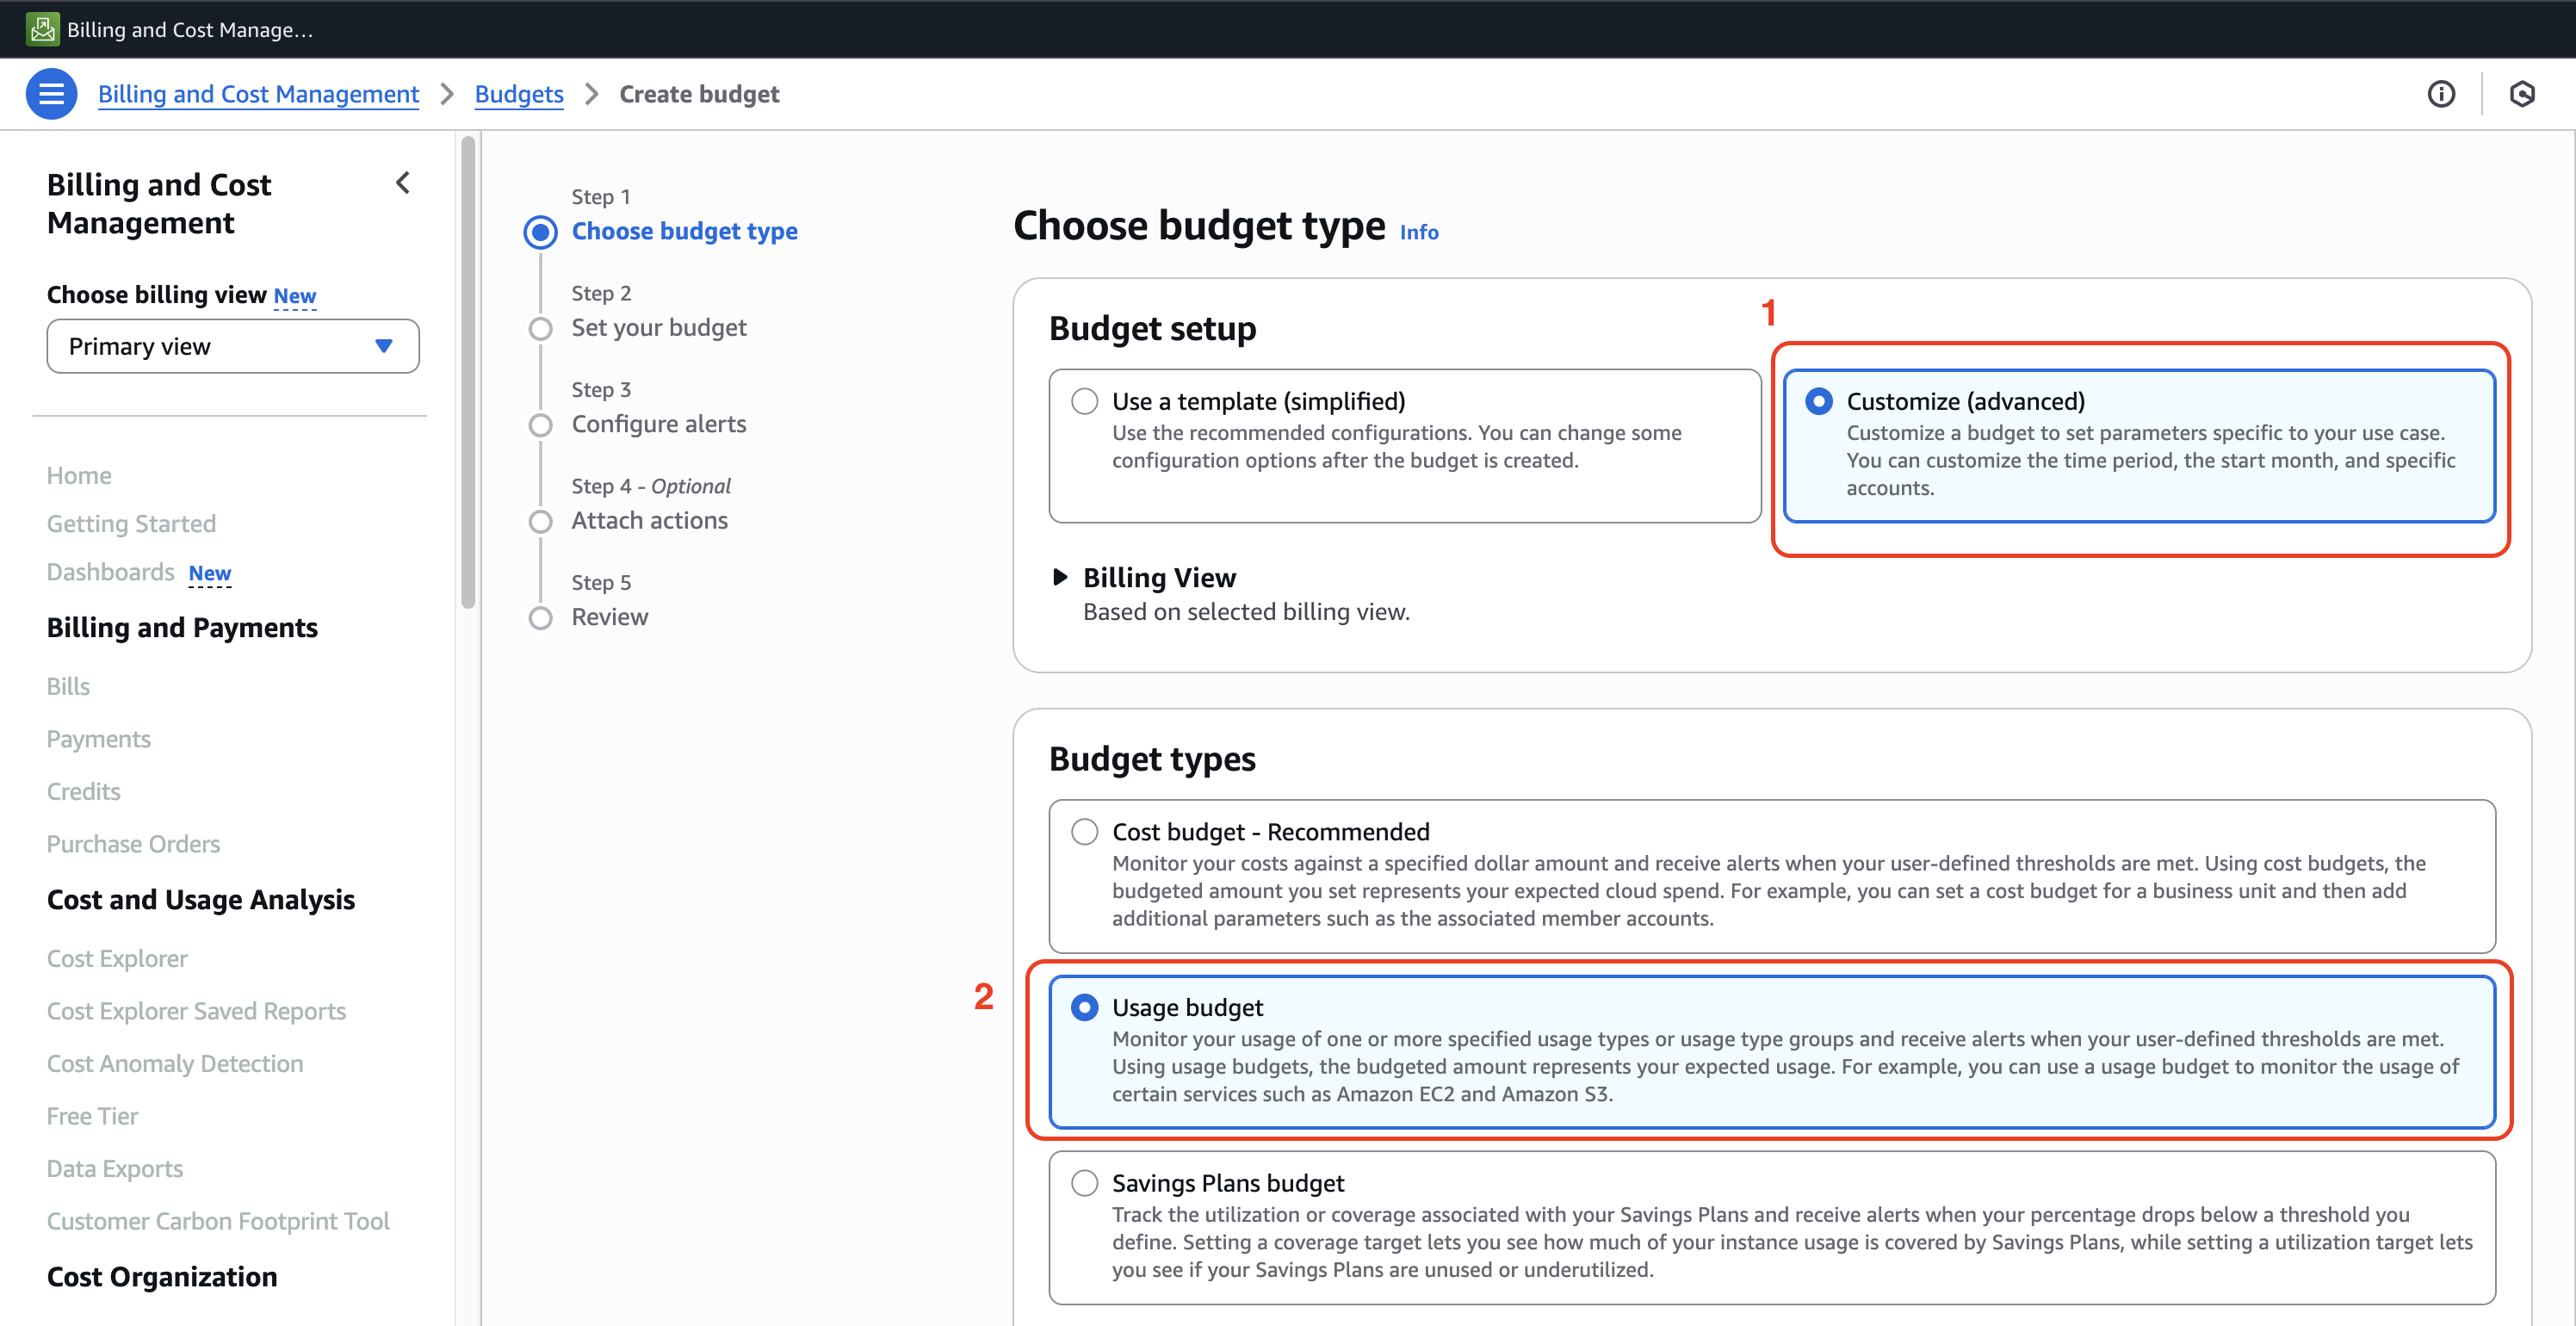 Billing and Cost Manage...
Billing and Cost Management
Budgets
Create budget
Billing and Cost
Management
Choose billing view New
Primary view
Home
Getting Started
Dashboards New
Billing and Payments
Bills
Payments
Credits
Purchase Orders
Cost and Usage Analysis
Cost Explorer
Cost Explorer Saved Reports
Cost Anomaly Detection
Free Tier
Data Exports
Customer Carbon Footprint Tool
Cost Organization
Step 1
Choose budget type
Step 2
Set your budget
Step 3
Configure alerts
Step 4 - Optional
Attach actions
Step 5
Review
Choose budget type Info
Budget setup
1
Use a template (simplified)
Use the recommended configurations. You can change some
configuration options after the budget is created.
Customize (advanced)
Customize a budget to set parameters specific to your use case.
You can customize the time period, the start month, and specific
accounts.
Billing View
Based on selected billing view.
Budget types
Cost budget - Recommended
Monitor your costs against a specified dollar amount and receive alerts when your user-defined thresholds are met. Using cost budgets, the
budgeted amount you set represents your expected cloud spend. For example, you can set a cost budget for a business unit and then add
additional parameters such as the associated member accounts.
2
Usage budget
Monitor your usage of one or more specified usage types or usage type groups and receive alerts when your user-defined thresholds are met.
Using usage budgets, the budgeted amount represents your expected usage. For example, you can use a usage budget to monitor the usage of
certain services such as Amazon EC2 and Amazon S3.
Savings Plans budget
Track the utilization or coverage associated with your Savings Plans and receive alerts when your percentage drops below a threshold you
define. Setting a coverage target lets you see how much of your instance usage is covered by Savings Plans, while setting a utilization target lets
you see if your Savings Plans are unused or underutilized.